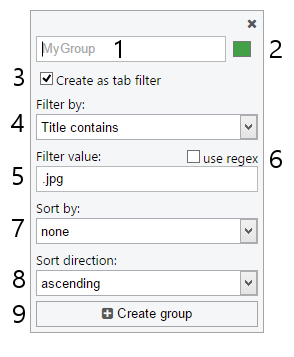 MyGroup 1 2
3 Create as tab filter
Filter by:
4 Title contains
Filter value: use regex 6
5 .jpg
Sort by:
7 none
Sort direction:
8 ascending
9 Create group